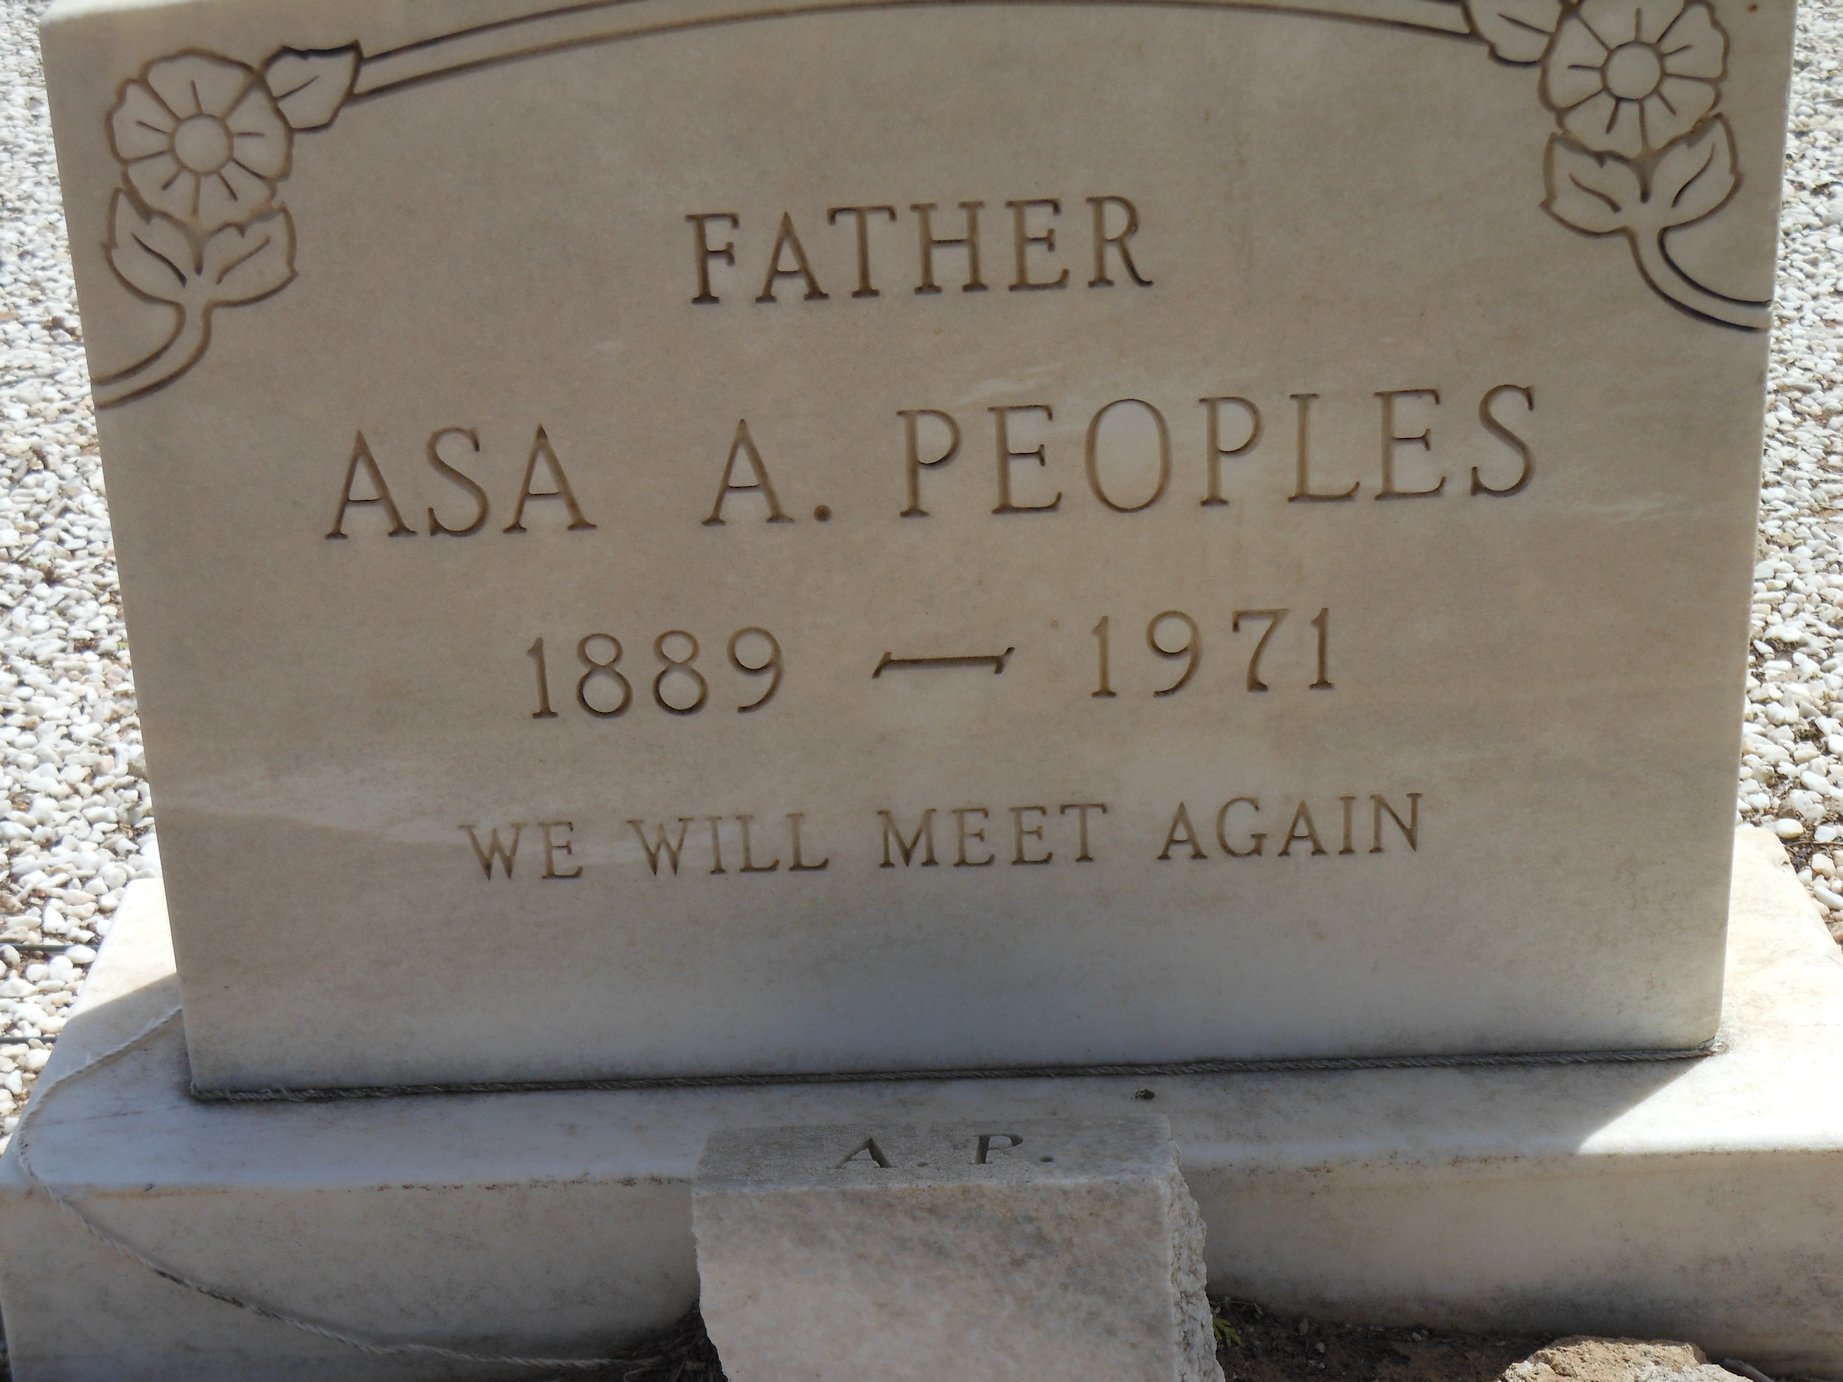 FATHER
ASA A. PEOPLES
1889 — 1971
WE WILL MEET AGAIN
A. P.